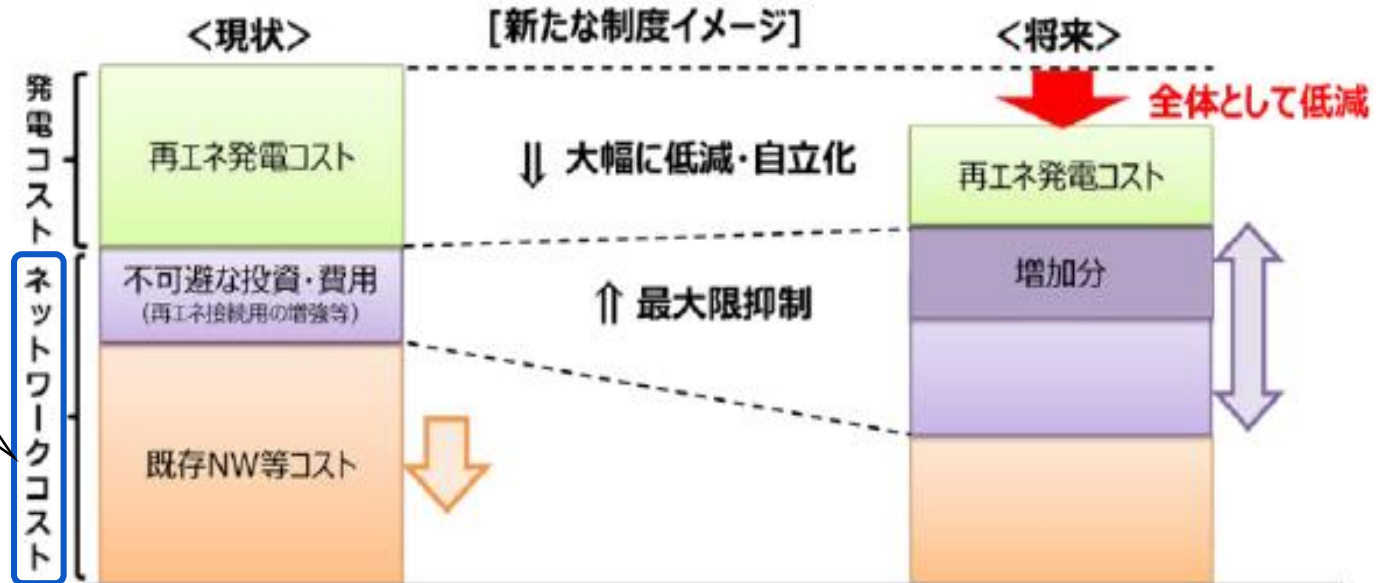 <現状>
[新たな制度イメージ]
<将来>
発電コスト
再エネ発電コスト
⇓ 大幅に低減・自立化
全体として低減
再エネ発電コスト
ネットワークコスト
不可避な投資・費用
(再エネ接続用の増強等)
⇑ 最大限抑制
増加分
既存NW等コスト